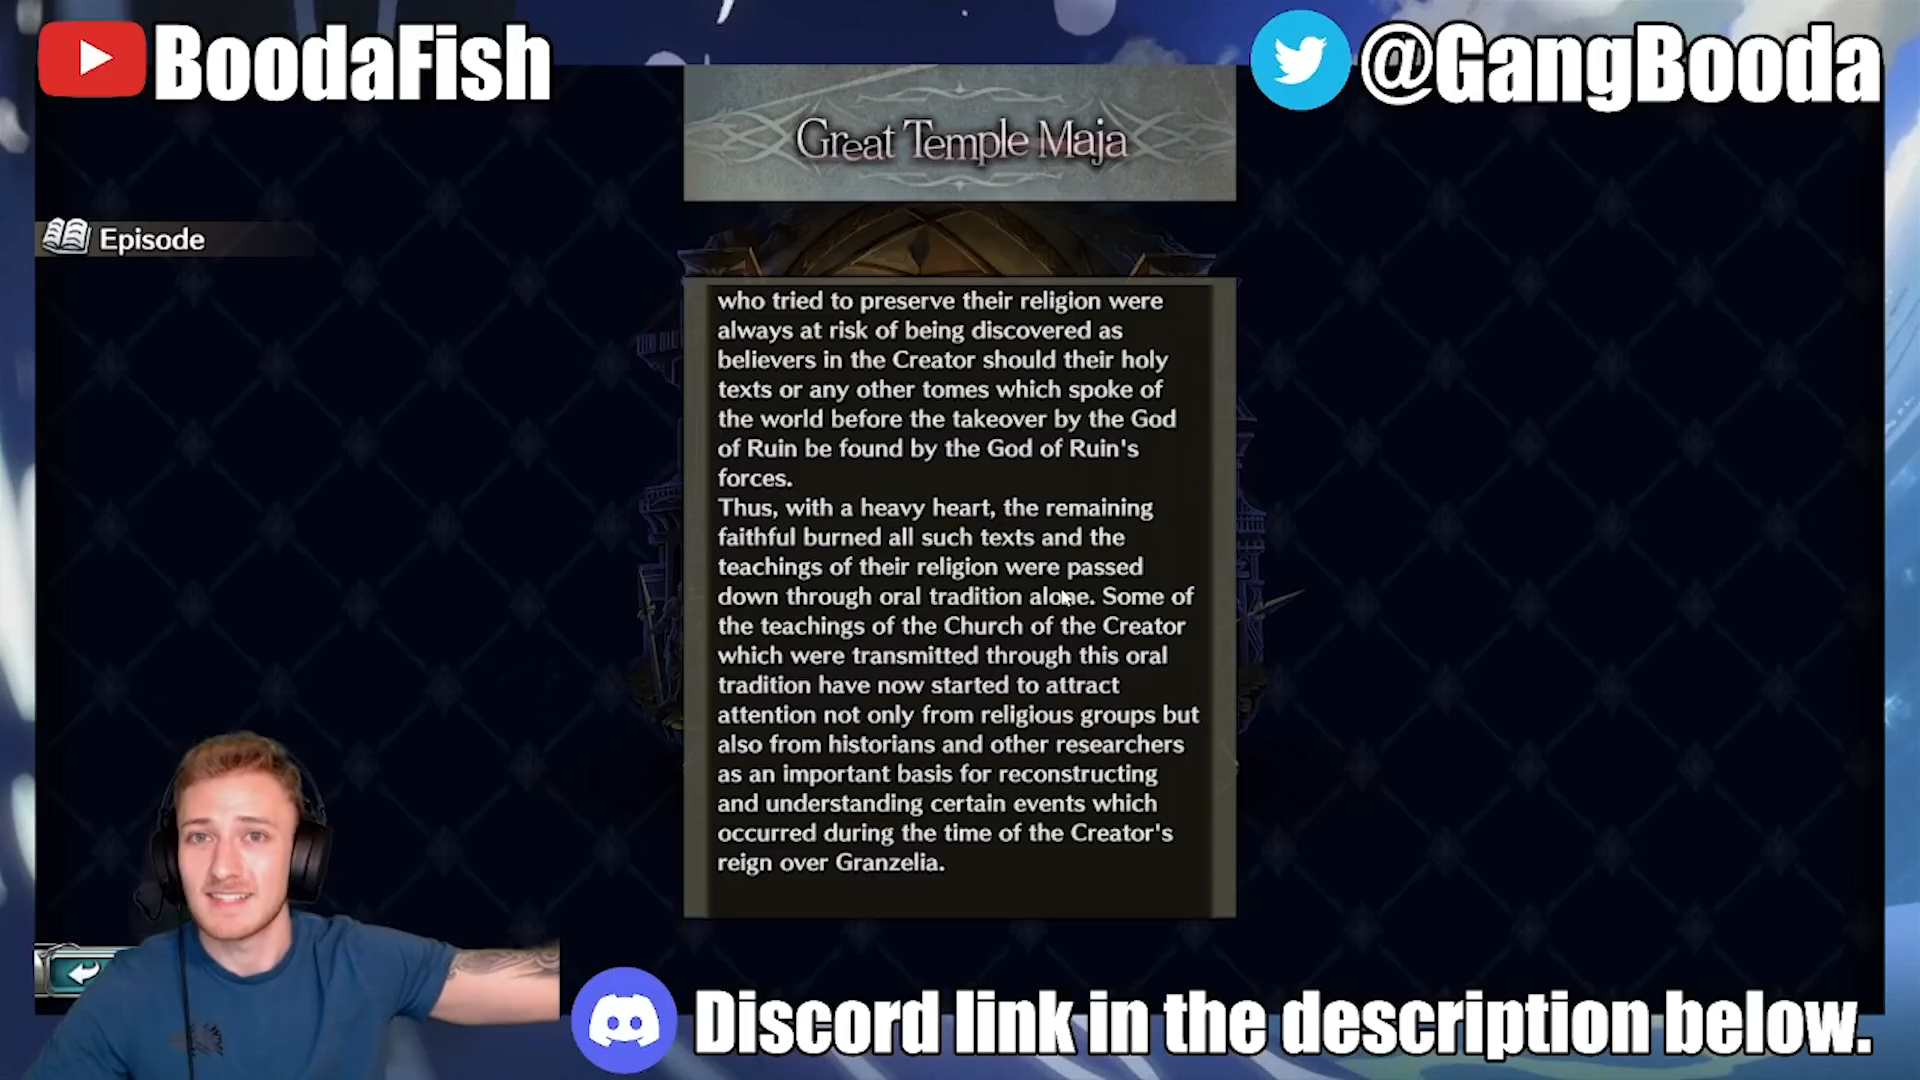 BoodaFish
@GangBooda
Great Temple Maja
Episode
who tried to preserve their religion were
always at risk of being discovered as
believers in the Creator should their holy
texts or any other tomes which spoke of
the world before the takeover by the God
of Ruin be found by the God of Ruin's
forces.
Thus, with a heavy heart, the remaining
faithful burned all such texts and the
teachings of their religion were passed
down through oral tradition alone. Some of
the teachings of the Church of the Creator
which were transmitted through this oral
tradition have now started to attract
attention not only from religious groups but
also from historians and other researchers
as an important basis for reconstructing
and understanding certain events which
occurred during the time of the Creator's
reign over Granzelia.
Discord link in the description below.